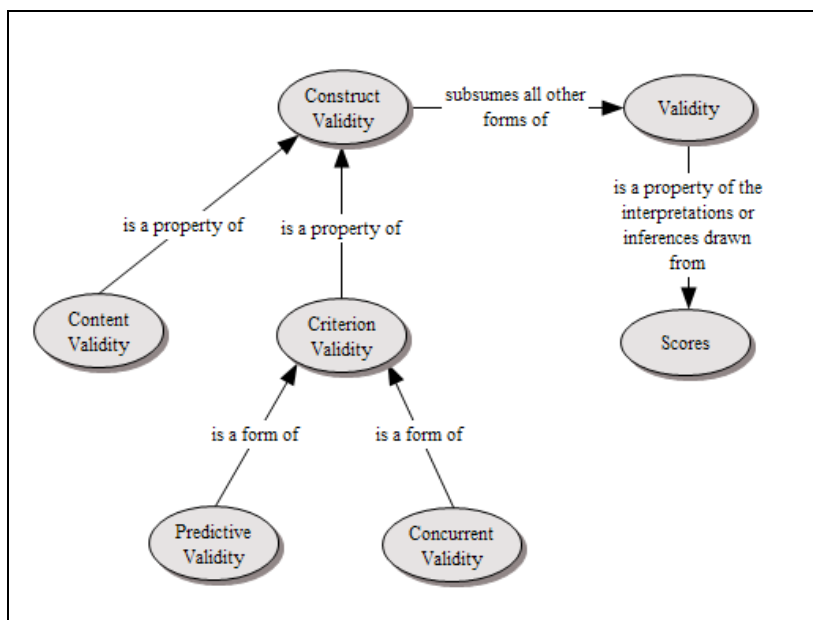 Construct
Validity
subsumes all other
forms of
Validity
is a property of
is a property of
is a property of the
interpretations or
inferences drawn
from
Content
Validity
Criterion
Validity
Scores
is a form of
is a form of
Predictive
Validity
Concurrent
Validity